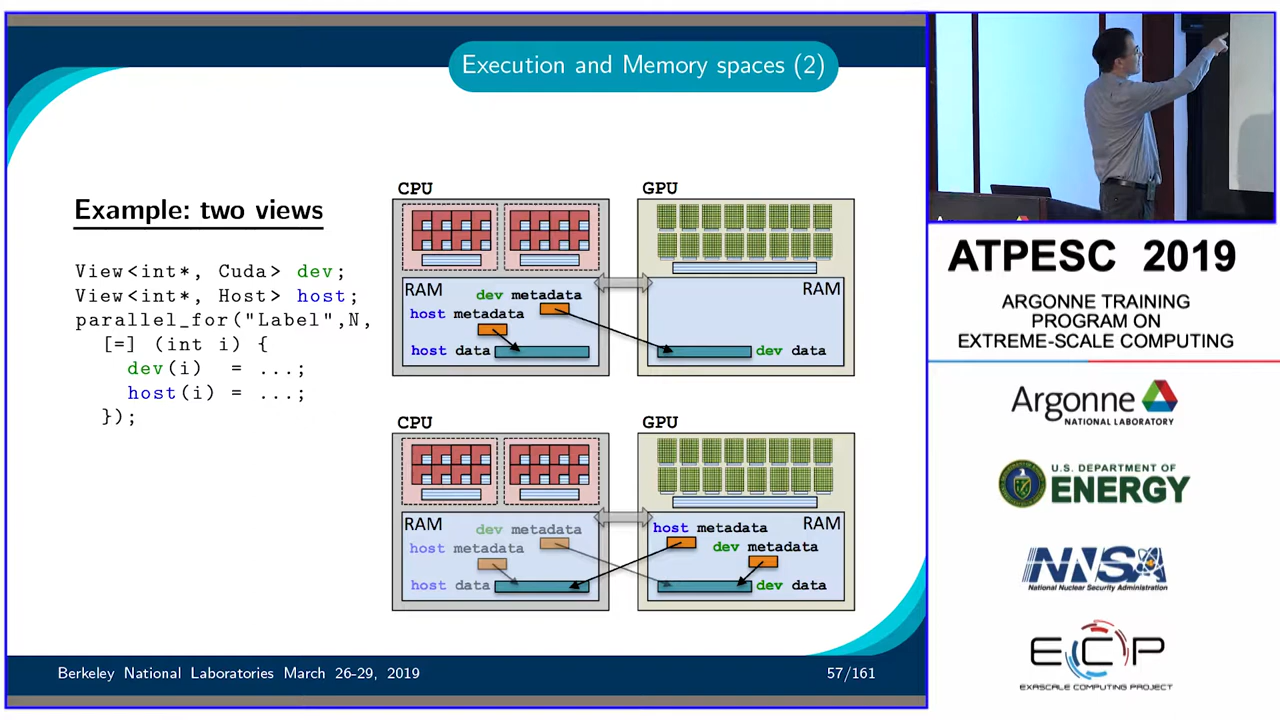 Execution and Memory spaces (2)
Example: two views
View<int*, Cuda> dev;
View<int*, Host> host;
parallel_for("Label",N,
[=] (int i) {
dev(i) = ...;
host(i) = ...;
});
CPU
GPU
RAM
dev metadata
host metadata
host data
RAM
dev data
CPU
GPU
RAM
dev metadata
host metadata
host data
host metadata
RAM
dev metadata
dev data
Berkeley National Laboratories March 26-29, 2019
57/161
ATPESC 2019
ARGONNE TRAINING
PROGRAM ON
EXTREME-SCALE COMPUTING
Argonne
NATIONAL LABORATORY
U.S. DEPARTMENT OF
ENERGY
NNSA
National Nuclear Security Administration
ECP
EXASCALE COMPUTING PROJECT